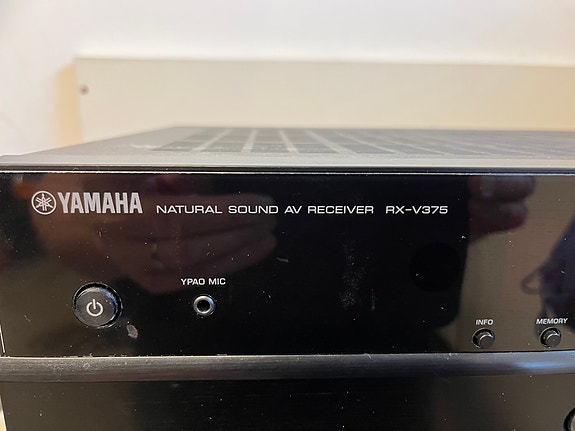 YAMAHA NATURAL SOUND AV RECEIVER RX-V375
YPAO MIC
INFO MEMORY